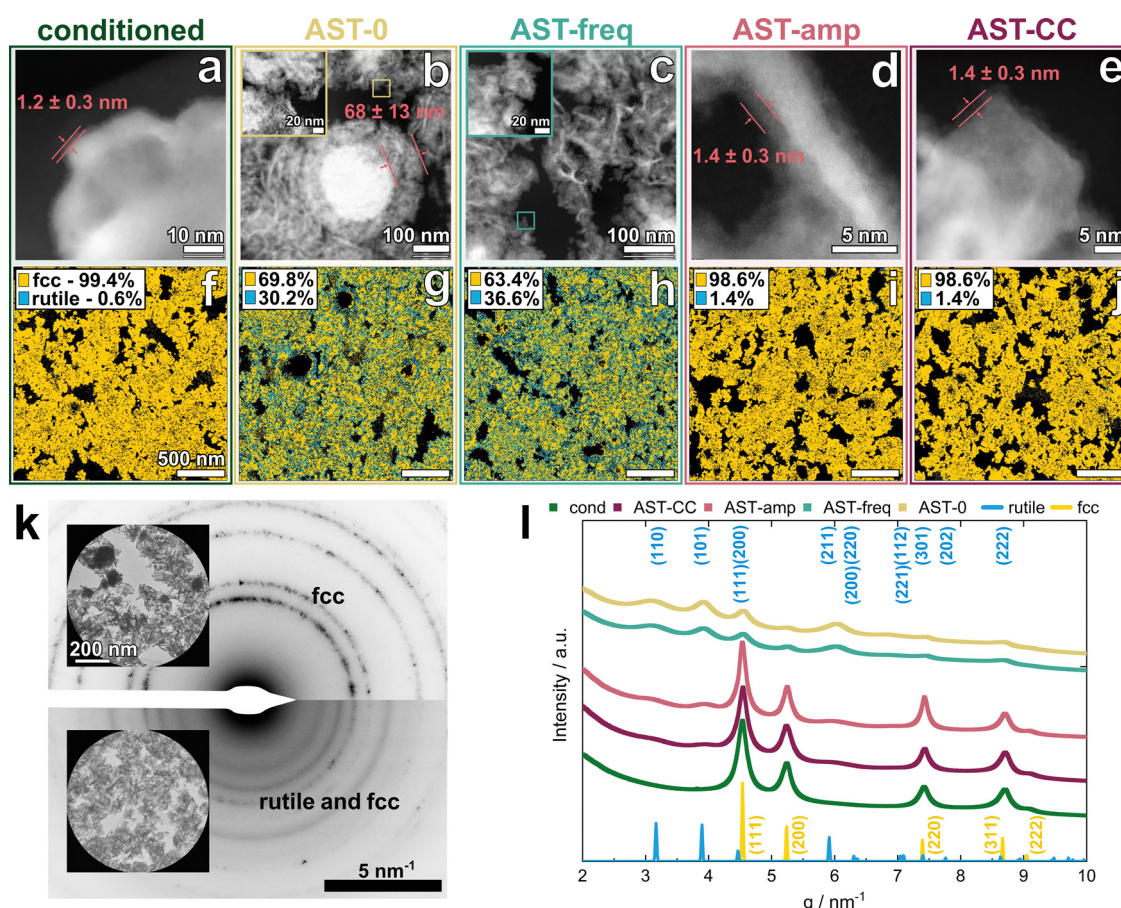 conditioned
AST-0
AST-freq
AST-amp
AST-CC
a
1.2 ± 0.3 nm
10 nm
b
20 nm
68 ± 13 nm
100 nm
c
20 nm
100 nm
d
1.4 ± 0.3 nm
5 nm
e
1.4 ± 0.3 nm
5 nm
fcc - 99.4%
rutile - 0.6%
f
500 nm
69.8%
30.2%
g
63.4%
36.6%
h
98.6%
1.4%
i
98.6%
1.4%
j
k
fcc
200 nm
rutile and fcc
5 nm⁻¹
l
cond AST-CC AST-amp AST-freq AST-0 rutile fcc
(110)
(101)
(111)(200)
(211)
(200)(220)
(221)(112)
(301)
(202)
(222)
Intensity / a.u.
(111)
(200)
(220)
(311)
(222)
2 3 4 5 6 7 8 9 10
g / nm⁻¹